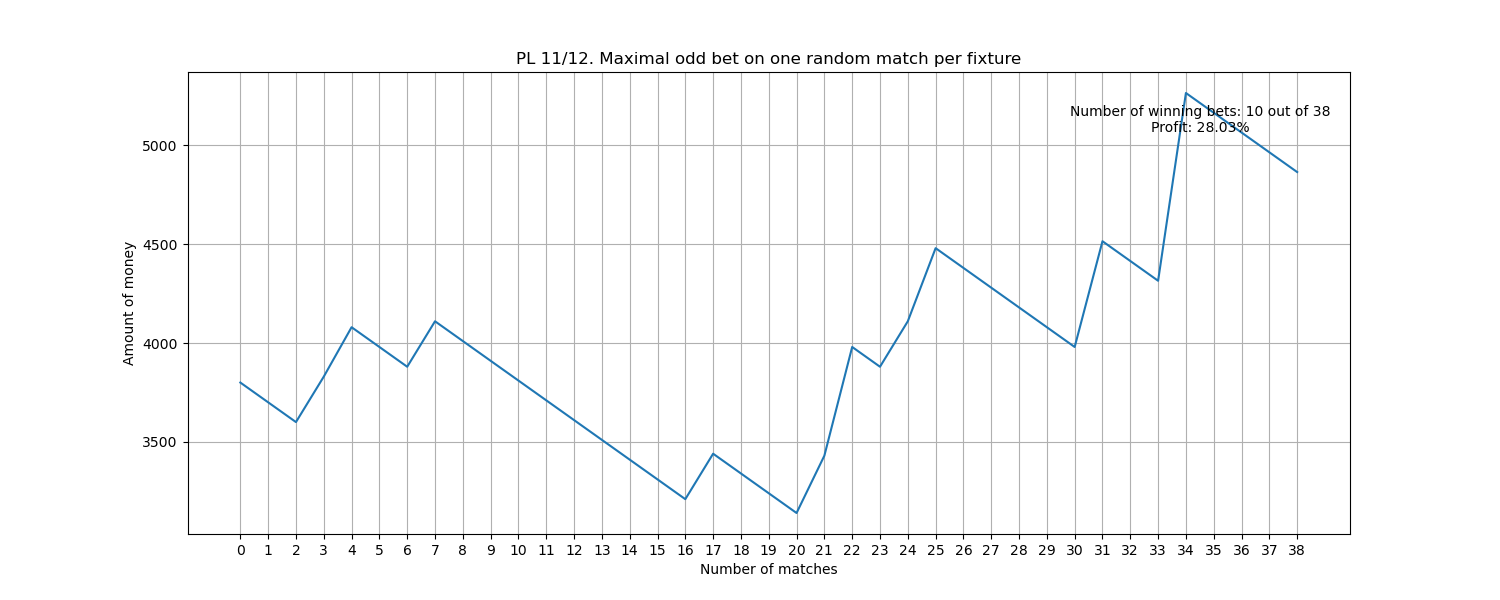 PL 11/12. Maximal odd bet on one random match per fixture
Number of winning bets: 10 out of 38
Profit: 28.03%
Amount of money
5000
4500
4000
3500
0 1 2 3 4 5 6 7 8 9 10 11 12 13 14 15 16 17 18 19 20 21 22 23 24 25 26 27 28 29 30 31 32 33 34 35 36 37 38
Number of matches